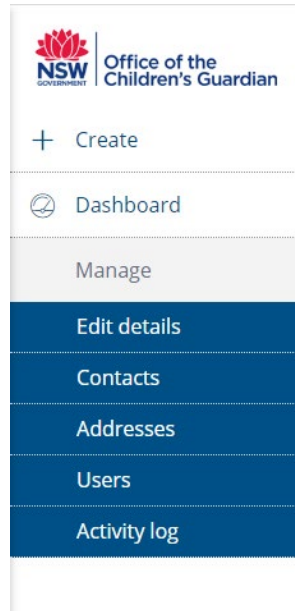 NSW
GOVERNMENT
Office of the
Children's Guardian
Create
Dashboard
Manage
Edit details
Contacts
Addresses
Users
Activity log